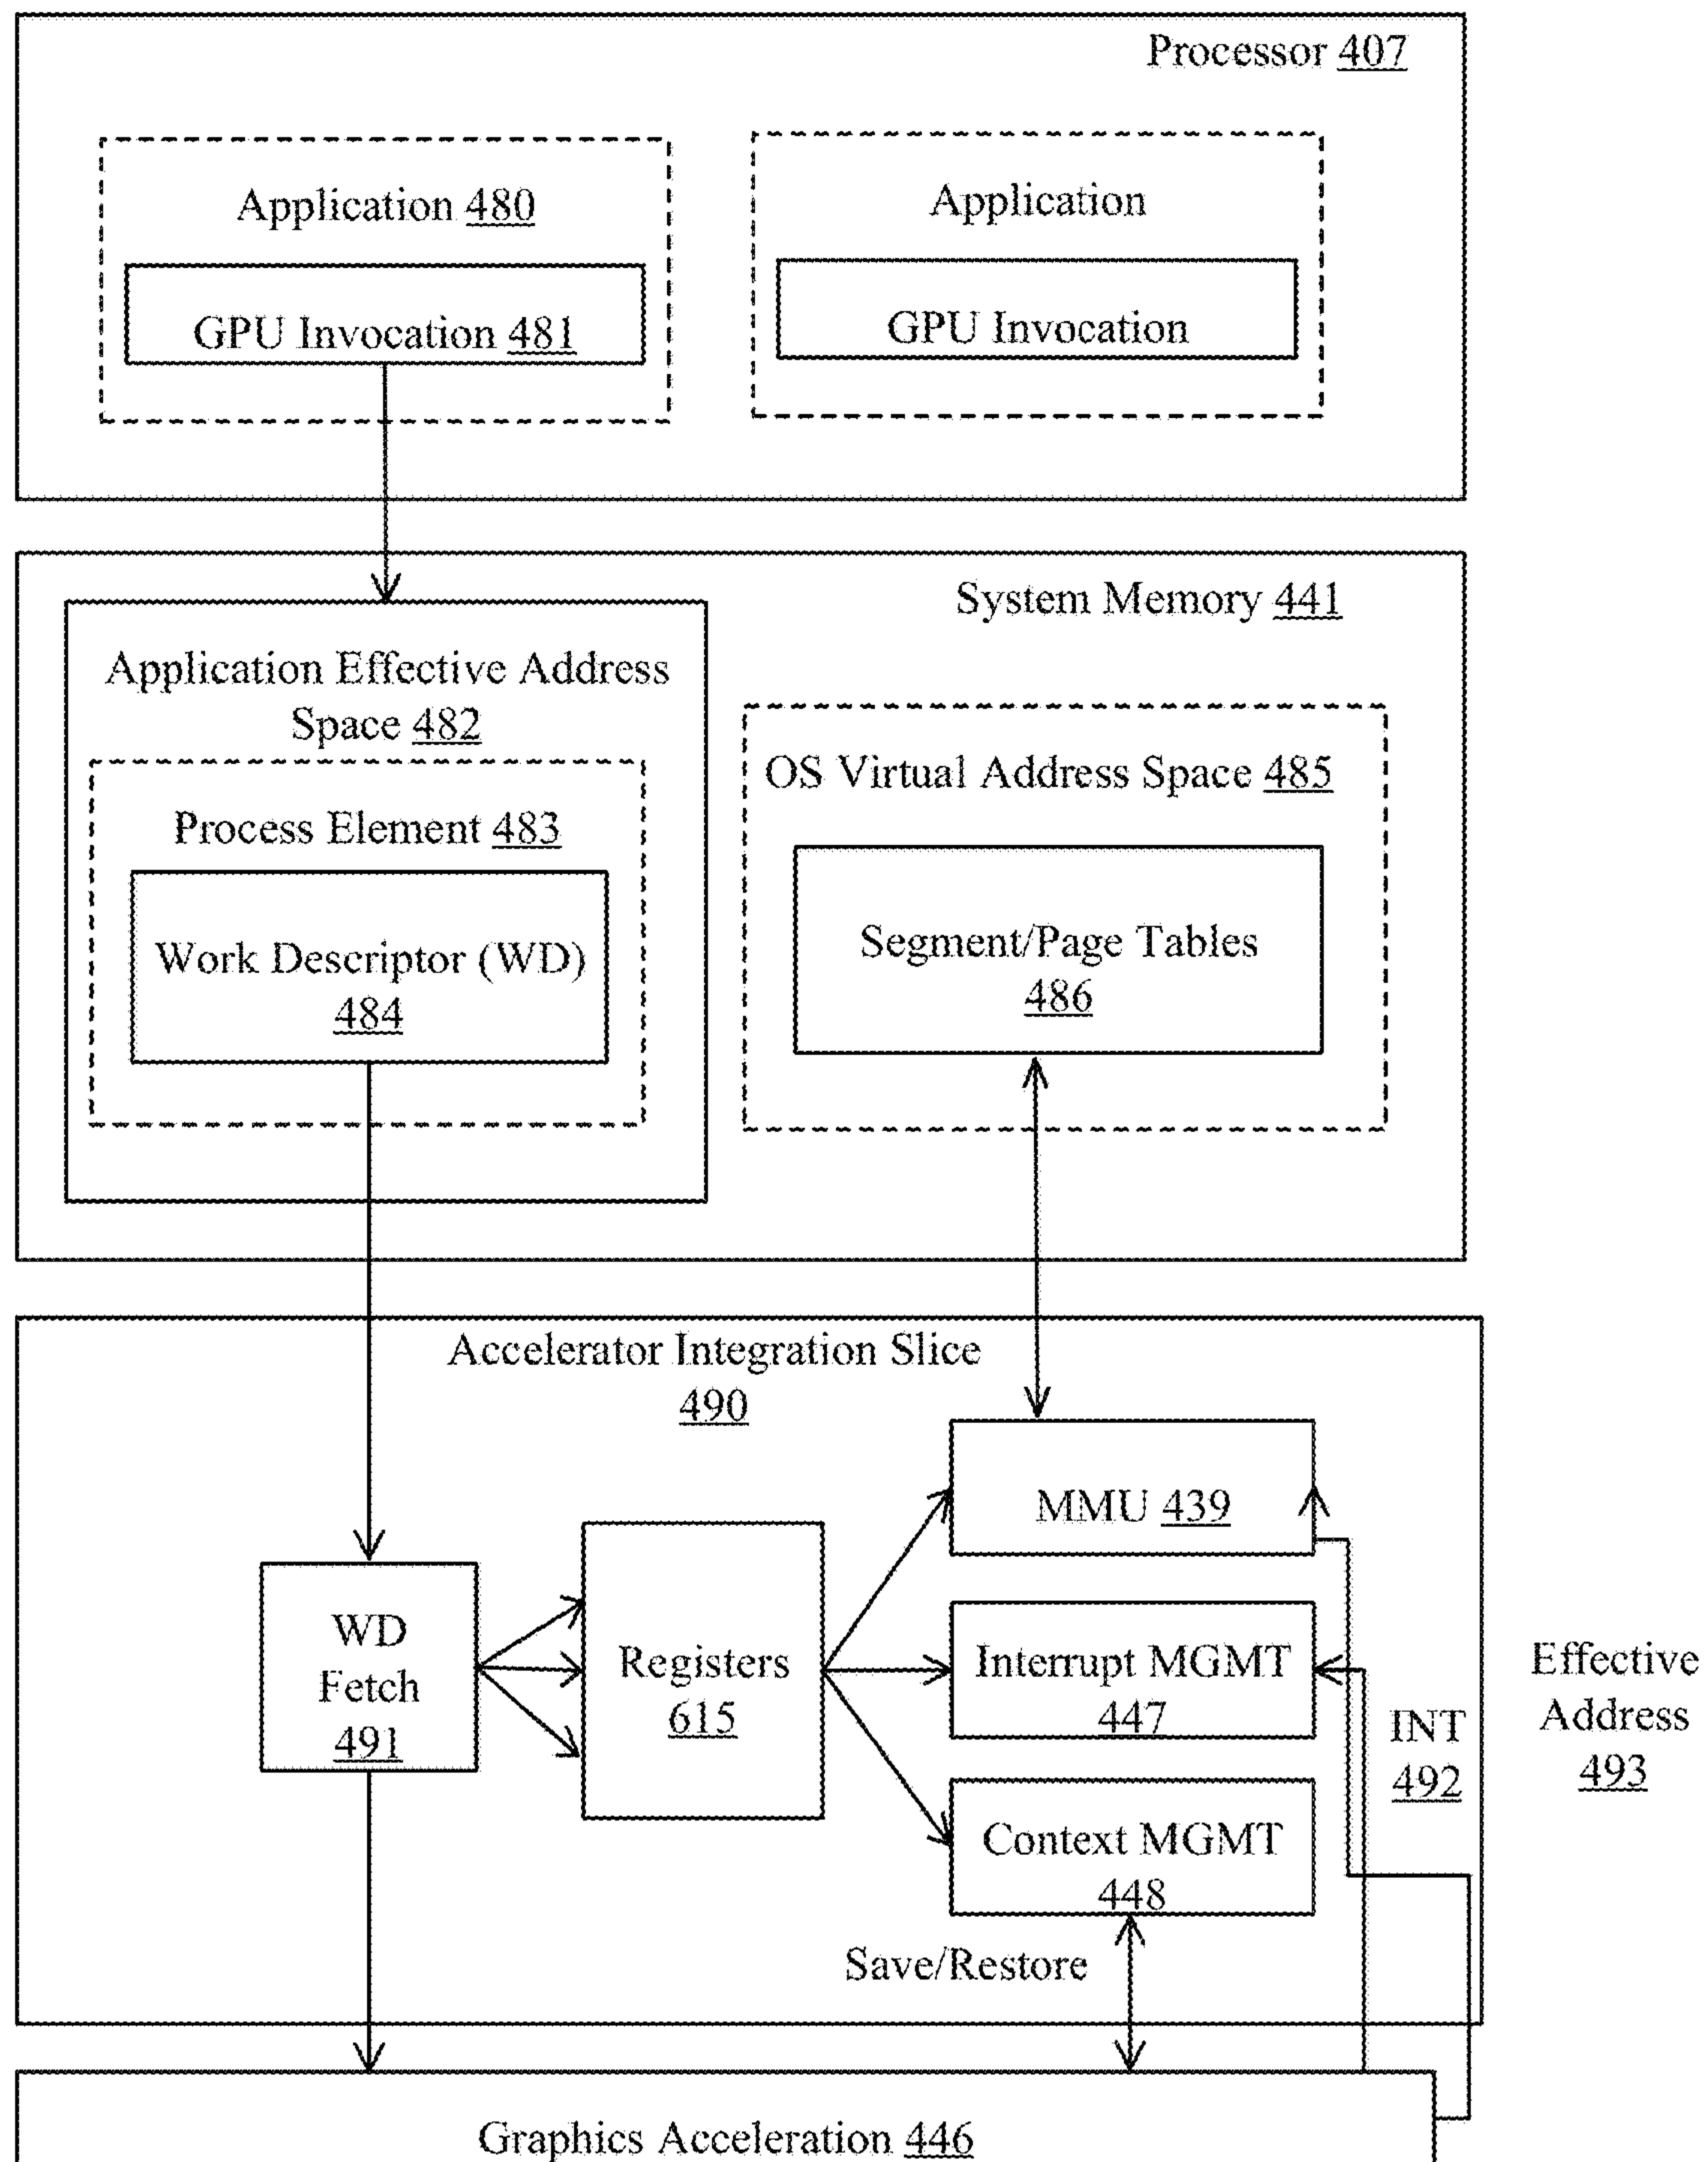 Processor 407
Application 480
GPU Invocation 481
Application
GPU Invocation
System Memory 441
Application Effective Address
Space 482
Process Element 483
Work Descriptor (WD)
484
OS Virtual Address Space 485
Segment/Page Tables
486
Accelerator Integration Slice
490
WD
Fetch
491
Registers
615
MMU 439
Interrupt MGMT
447
Context MGMT
448
Save/Restore
INT
492
Effective
Address
493
Graphics Acceleration 446